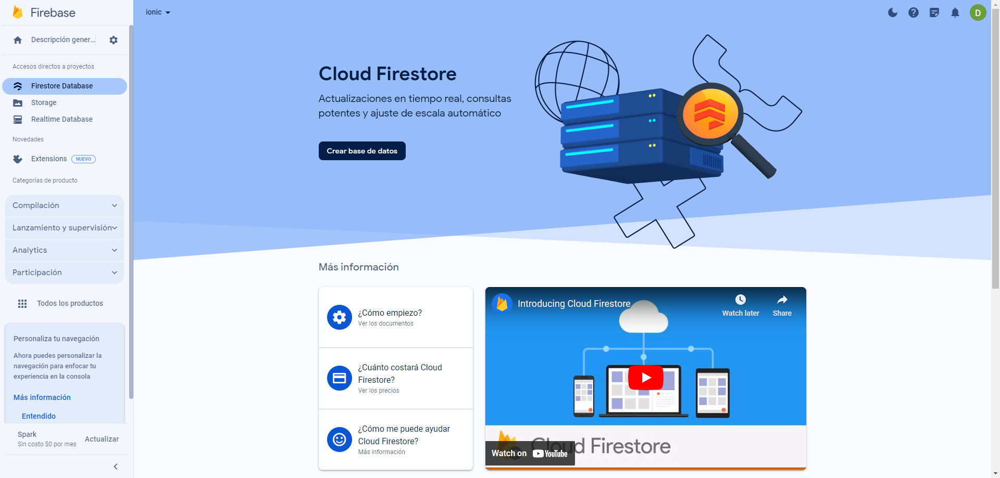 Firebase
ionic
D
Descripción gener...
Accesos directos a proyectos
Firestore Database
Storage
Realtime Database
Novedades
Extensions NUEVO
Categorías de producto
Compilación
Lanzamiento y supervisión
Analytics
Participación
Todos los productos
Personaliza tu navegación
Ahora puedes personalizar la
navegación para enfocar tu
experiencia en la consola
Más información
Entendido
Spark
Sin costo $0 por mes
Actualizar
Cloud Firestore
Actualizaciones en tiempo real, consultas
potentes y ajuste de escala automático
Crear base de datos
Más información
¿Cómo empiezo?
Ver los documentos
¿Cuánto costará Cloud
Firestore?
Ver los precios
¿Cómo me puede ayudar
Cloud Firestore?
Más información
Introducing Cloud Firestore
Watch later
Share
Cloud Firestore
Watch on YouTube